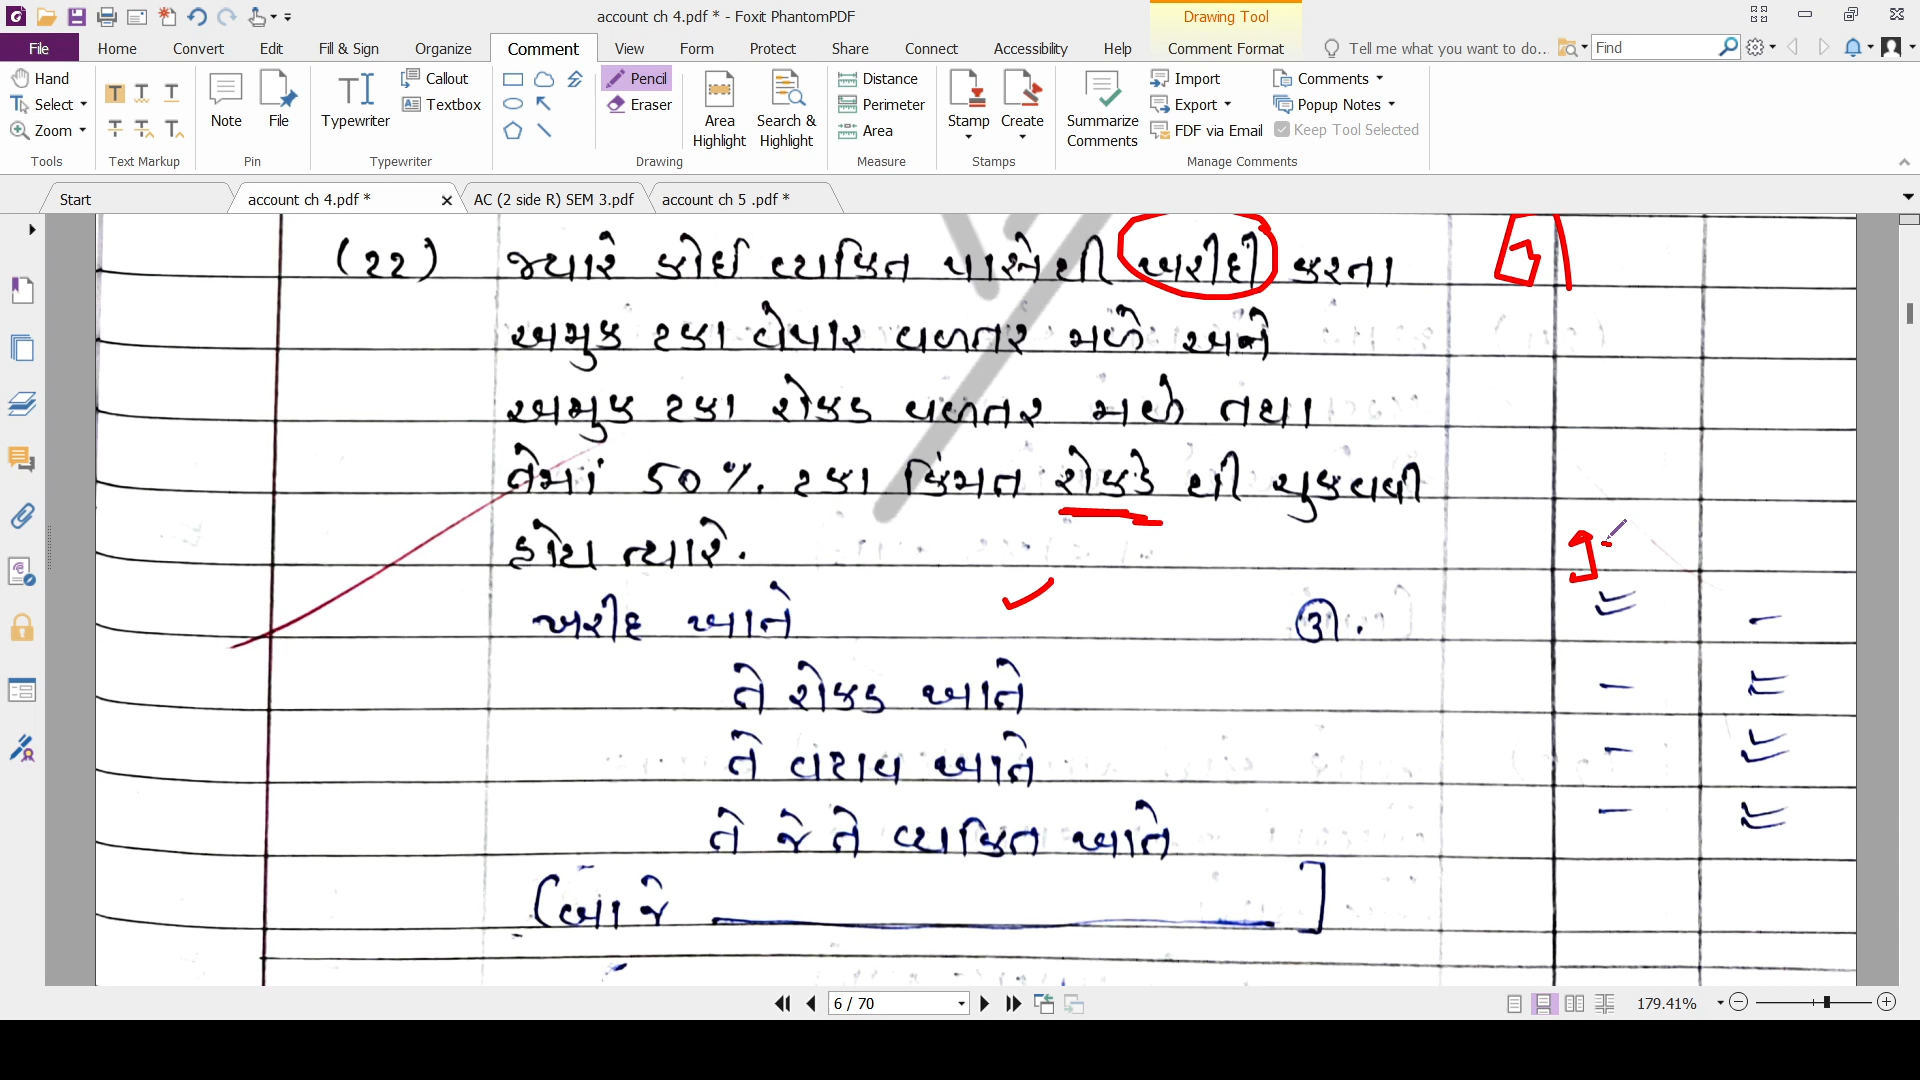 account ch 4.pdf * - Foxit PhantomPDF
Drawing Tool
File Home Convert Edit Fill & Sign Organize Comment View Form Protect Share Connect Accessibility Help Comment Format Tell me what you want to do... Find
Hand
Select
Zoom
Tools
Text Markup
Note
File
Pin
Typewriter
Callout
Textbox
Typewriter
Pencil
Eraser
Area Highlight
Search & Highlight
Drawing
Distance
Perimeter
Area
Measure
Stamp
Create
Stamps
Summarize Comments
Import
Export
FDF via Email
Comments
Popup Notes
Keep Tool Selected
Manage Comments
Start
account ch 4.pdf *
AC (2 side R) SEM 3.pdf
account ch 5 .pdf *
(૨૨) જ્યારે કોઈ વ્યકિત પાસેથી ખરીદી કરતા
અમુક ટકા વેપાર વળતર મળે અને
અમુક ટકા રોકડ વળતર મળે તથા
તેમાં 50 %. ટકા કિંમત રોકડે થી ચુકવવી
હોય ત્યારે.
ખરીદ ખાતે ઉ.
તે રોકડ ખાતે
તે વટાવ ખાતે
તે જે તે વ્યકિત ખાતે
[બા જે ]
6 / 70
179.41%